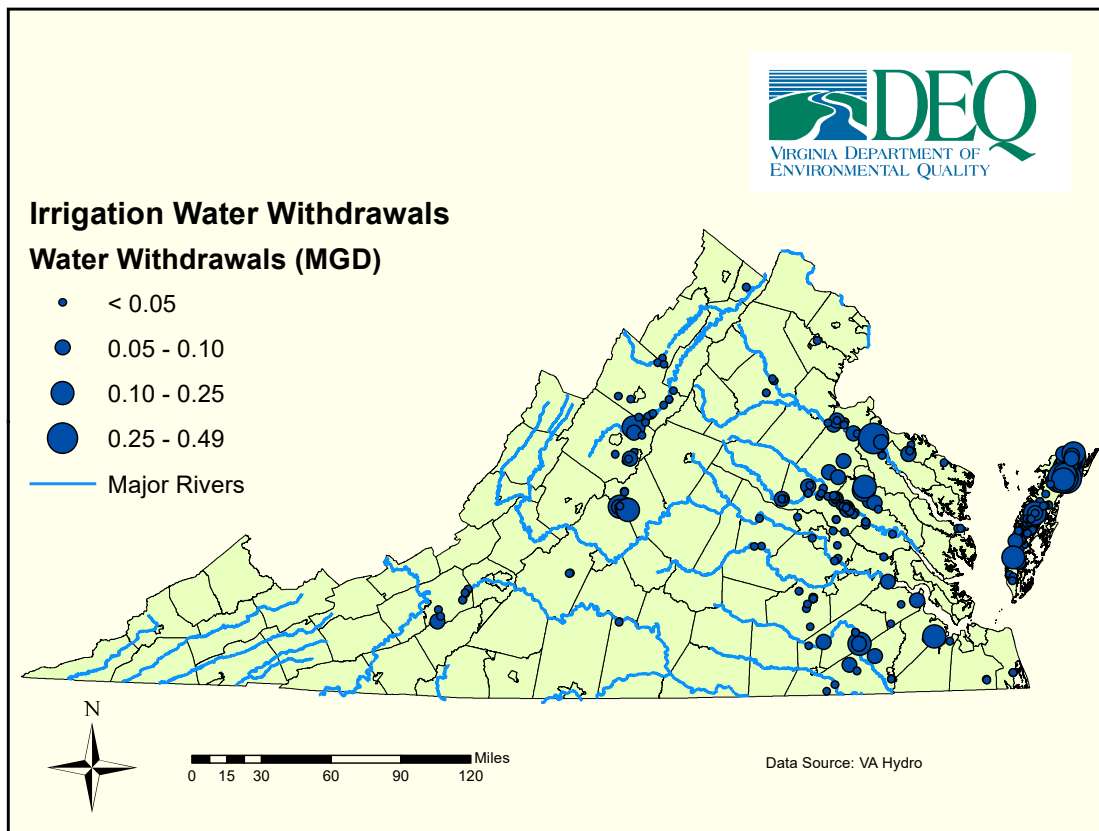 DEQ
VIRGINIA DEPARTMENT OF
ENVIRONMENTAL QUALITY
Irrigation Water Withdrawals
Water Withdrawals (MGD)
< 0.05
0.05 - 0.10
0.10 - 0.25
0.25 - 0.49
Major Rivers
N
Miles
0 15 30 60 90 120
Data Source: VA Hydro